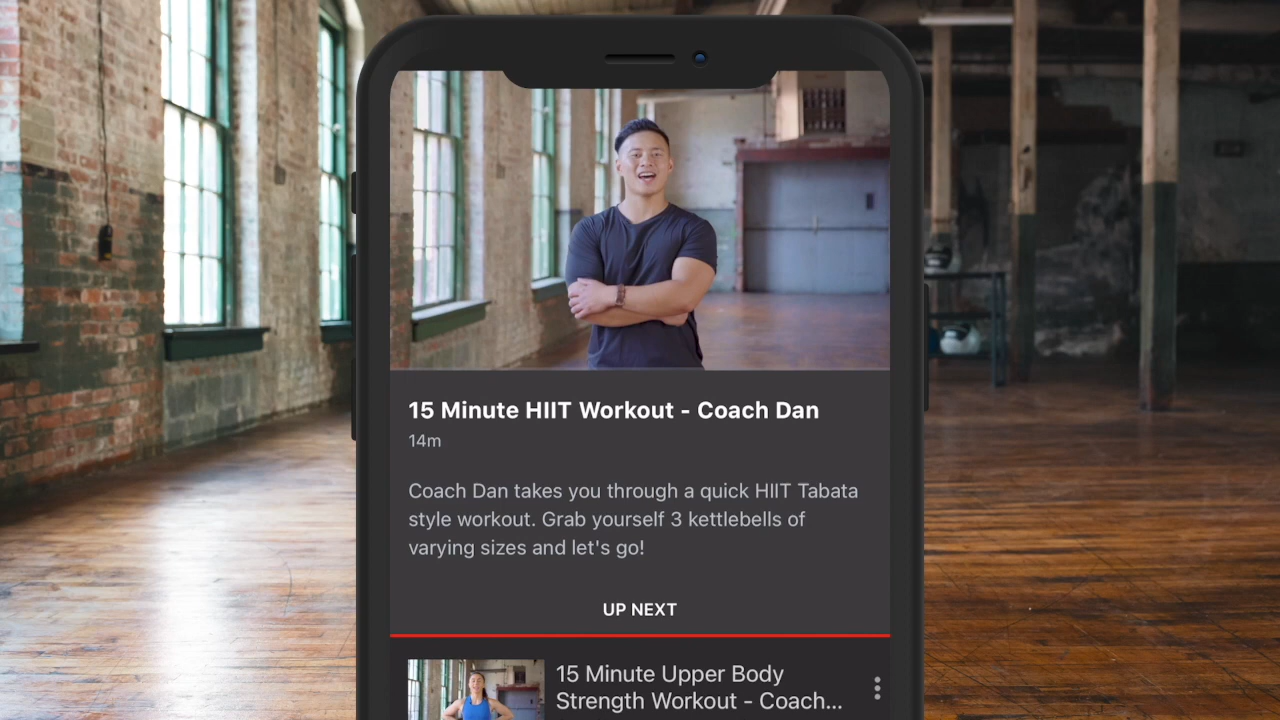 15 Minute HIIT Workout - Coach Dan
14m
Coach Dan takes you through a quick HIIT Tabata
style workout. Grab yourself 3 kettlebells of
varying sizes and let's go!
UP NEXT
15 Minute Upper Body
Strength Workout - Coach...